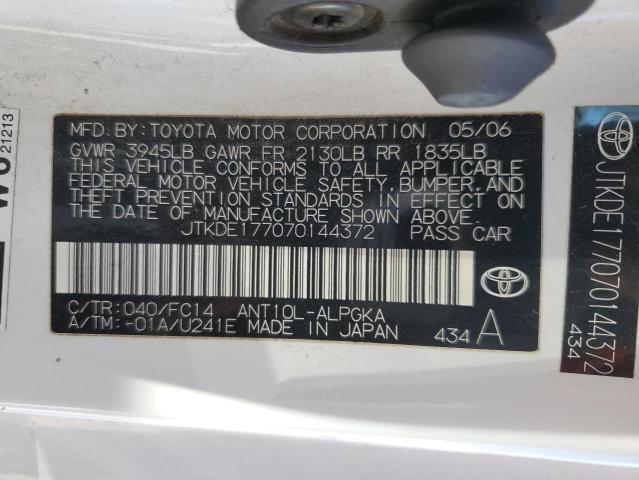 MFD. BY: TOYOTA MOTOR CORPORATION 05/06
GVWR 3945LB GAWR FR 2130LB RR 1835LB
THIS VEHICLE CONFORMS TO ALL APPLICABLE
FEDERAL MOTOR VEHICLE SAFETY, BUMPER, AND
THEFT PREVENTION STANDARDS IN EFFECT ON
THE DATE OF MANUFACTURE SHOWN ABOVE.
JTKDE177070144372 PASS CAR
C/TR: 040/FC14 ANT10L-ALPGKA
A/TM: -01A/U241E MADE IN JAPAN 434 A
JTKDE177070144372
434
21213